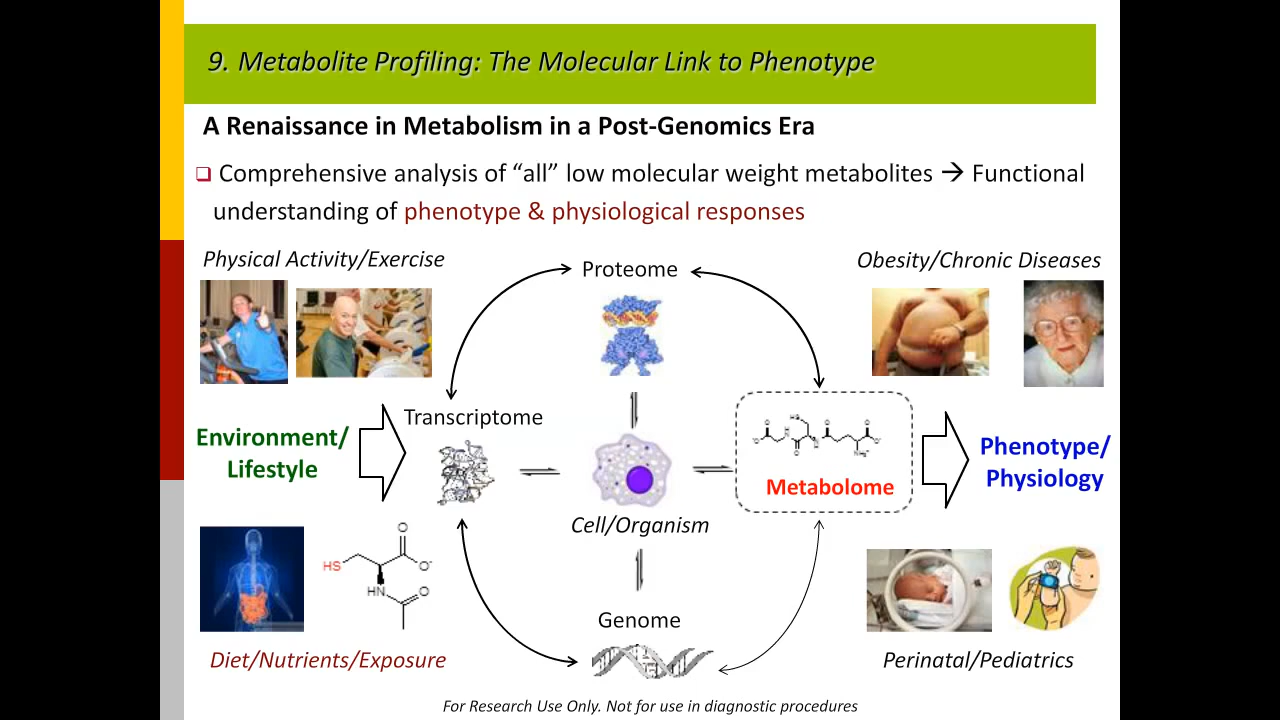 9. Metabolite Profiling: The Molecular Link to Phenotype
A Renaissance in Metabolism in a Post-Genomics Era
❑ Comprehensive analysis of “all” low molecular weight metabolites → Functional
understanding of phenotype & physiological responses
Physical Activity/Exercise
Proteome
Obesity/Chronic Diseases
Transcriptome
Environment/
Lifestyle
Metabolome
Phenotype/
Physiology
Cell/Organism
HS
O
O⁻
HN
O
Genome
Diet/Nutrients/Exposure
Perinatal/Pediatrics
For Research Use Only. Not for use in diagnostic procedures